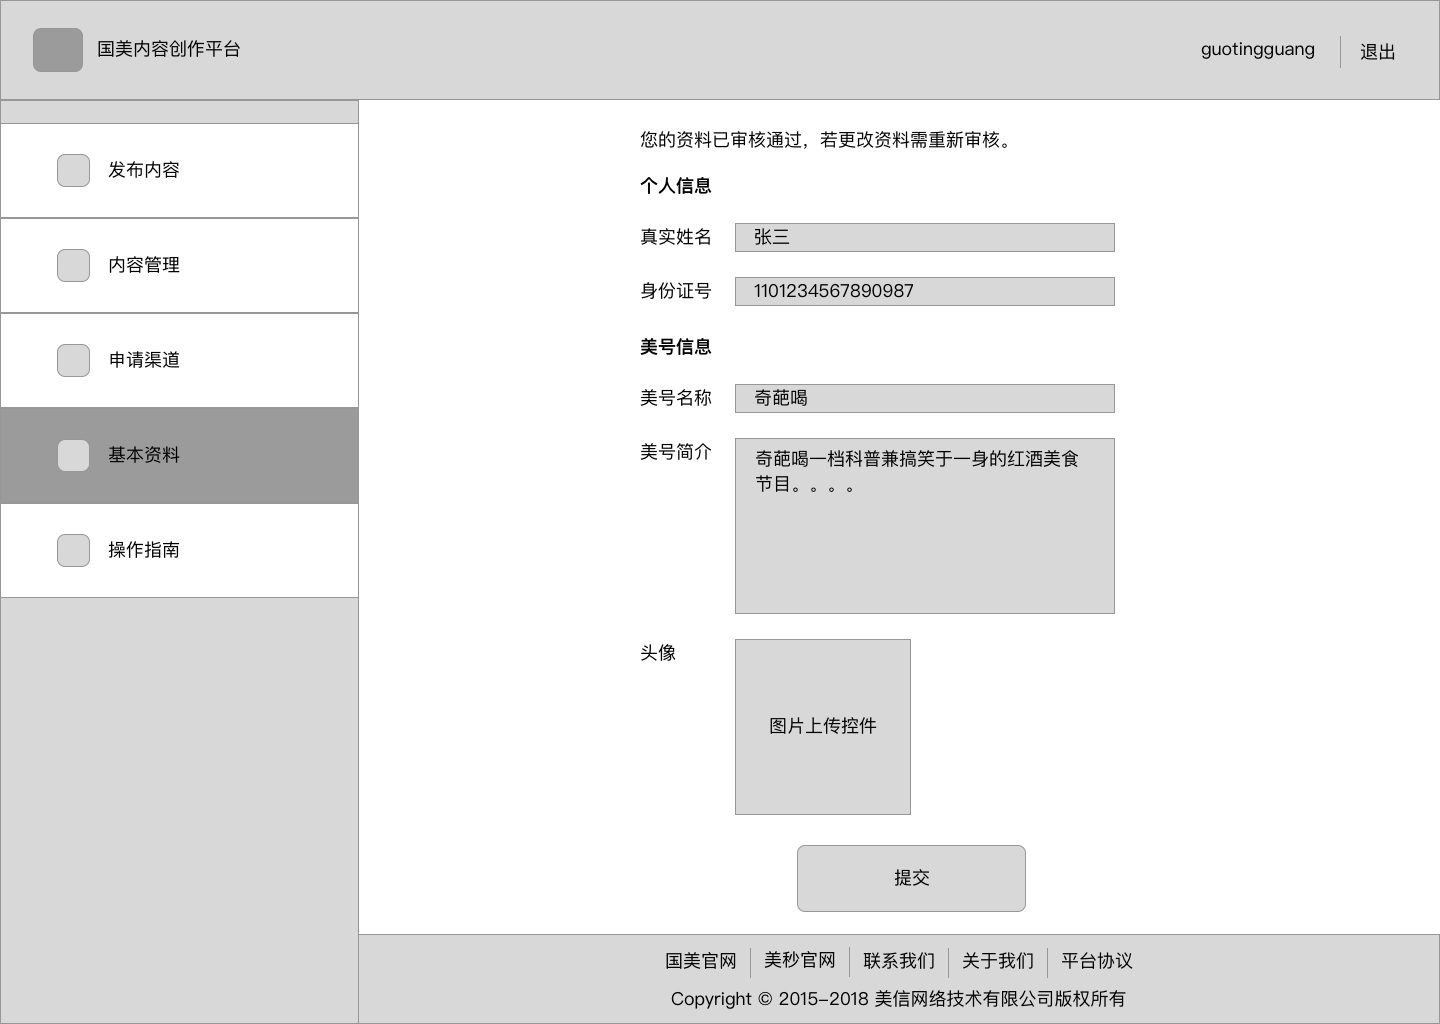 国美内容创作平台
guotingguang
退出
发布内容
内容管理
申请渠道
基本资料
操作指南
您的资料已审核通过，若更改资料需重新审核。
个人信息
真实姓名
张三
身份证号
1101234567890987
美号信息
美号名称
奇葩喝
美号简介
奇葩喝一档科普兼搞笑于一身的红酒美食
节目。。。。
头像
图片上传控件
提交
国美官网
美秒官网
联系我们
关于我们
平台协议
Copyright © 2015-2018 美信网络技术有限公司版权所有